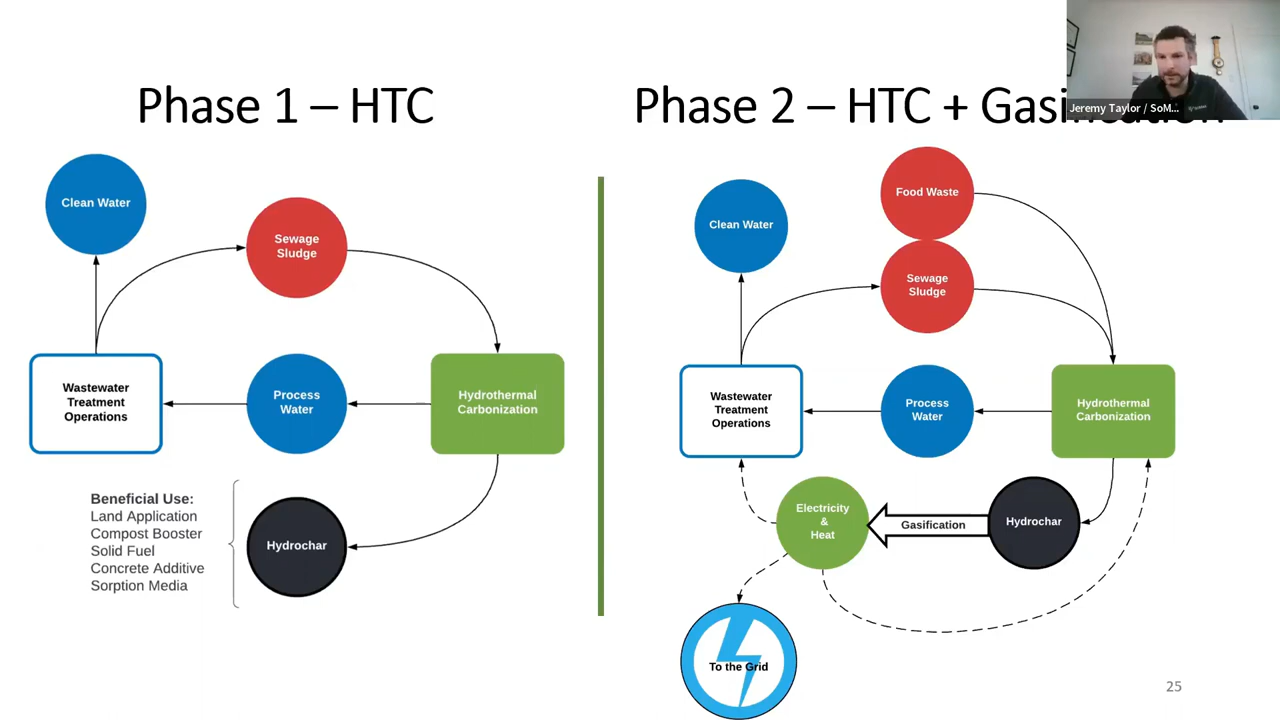 Phase 1 – HTC
Clean Water
Sewage
Sludge
Wastewater
Treatment
Operations
Process
Water
Hydrothermal
Carbonization
Beneficial Use:
Land Application
Compost Booster
Solid Fuel
Concrete Additive
Sorption Media
Hydrochar
Phase 2 – HTC + Gasification
Jeremy Taylor / SoM...
Food Waste
Clean Water
Sewage
Sludge
Wastewater
Treatment
Operations
Process
Water
Hydrothermal
Carbonization
Electricity
&
Heat
Gasification
Hydrochar
To the Grid
25